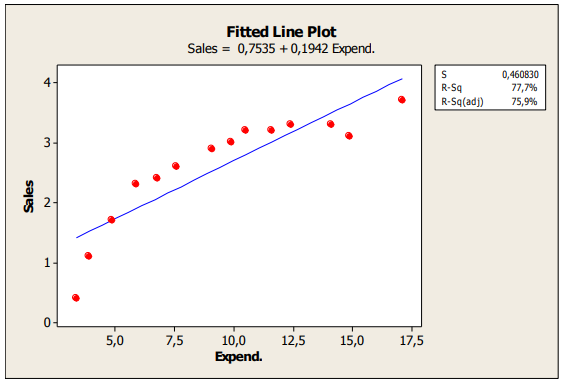 Fitted Line Plot
Sales = 0,7535 + 0,1942 Expend.
S 0,460830
R-Sq 77,7%
R-Sq(adj) 75,9%
4
3
2
1
0
Sales
5,0 7,5 10,0 12,5 15,0 17,5
Expend.